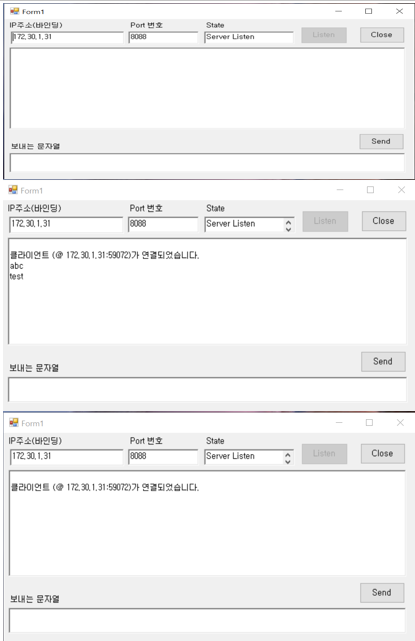 Form1
IP주소(바인딩) Port 번호 State
172,30,1,31 8088 Server Listen Listen Close
Send
보내는 문자열
Form1
IP주소(바인딩) Port 번호 State
172,30,1,31 8088 Server Listen Listen Close
클라이언트 (@ 172,30,1,31:59072)가 연결되었습니다.
abc
test
Send
보내는 문자열
Form1
IP주소(바인딩) Port 번호 State
172,30,1,31 8088 Server Listen Listen Close
클라이언트 (@ 172,30,1,31:59072)가 연결되었습니다.
Send
보내는 문자열